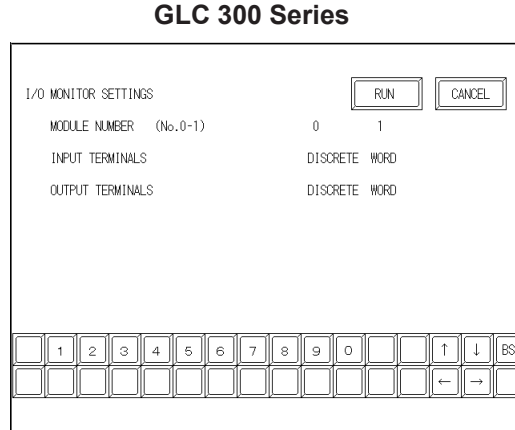 GLC 300 Series
I/O MONITOR SETTINGS RUN CANCEL
MODULE NUMBER (No.0-1) 0 1
INPUT TERMINALS DISCRETE WORD
OUTPUT TERMINALS DISCRETE WORD
1 2 3 4 5 6 7 8 9 0 ↑ ↓ BS
← →